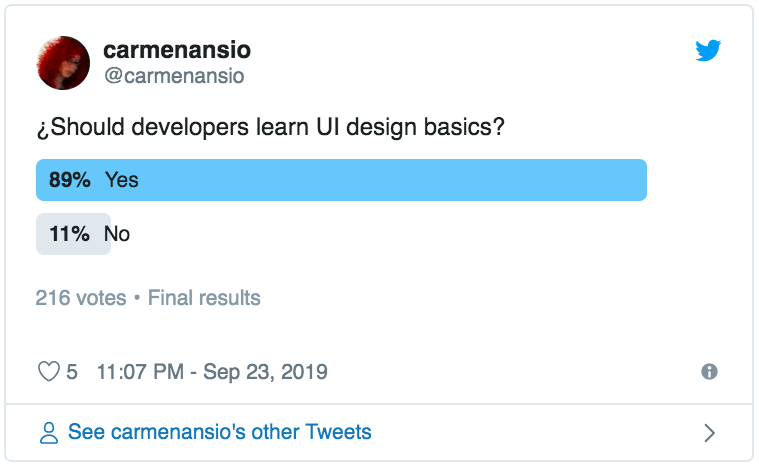 carmenansio
@carmenansio
¿Should developers learn UI design basics?
89% Yes
11% No
216 votes • Final results
5 11:07 PM - Sep 23, 2019
See carmenansio's other Tweets